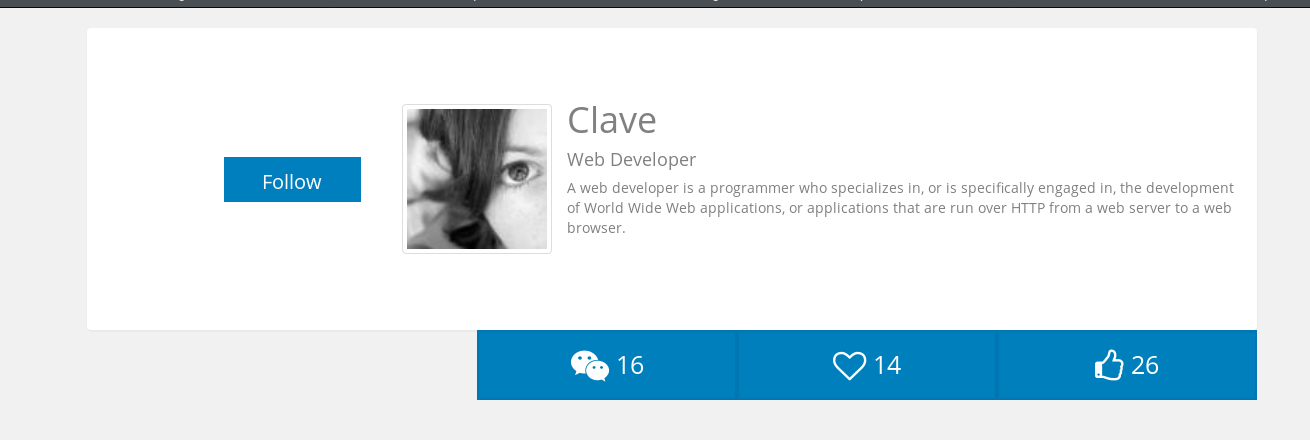 Clave
Web Developer
Follow
A web developer is a programmer who specializes in, or is specifically engaged in, the development
of World Wide Web applications, or applications that are run over HTTP from a web server to a web
browser.
16
14
26